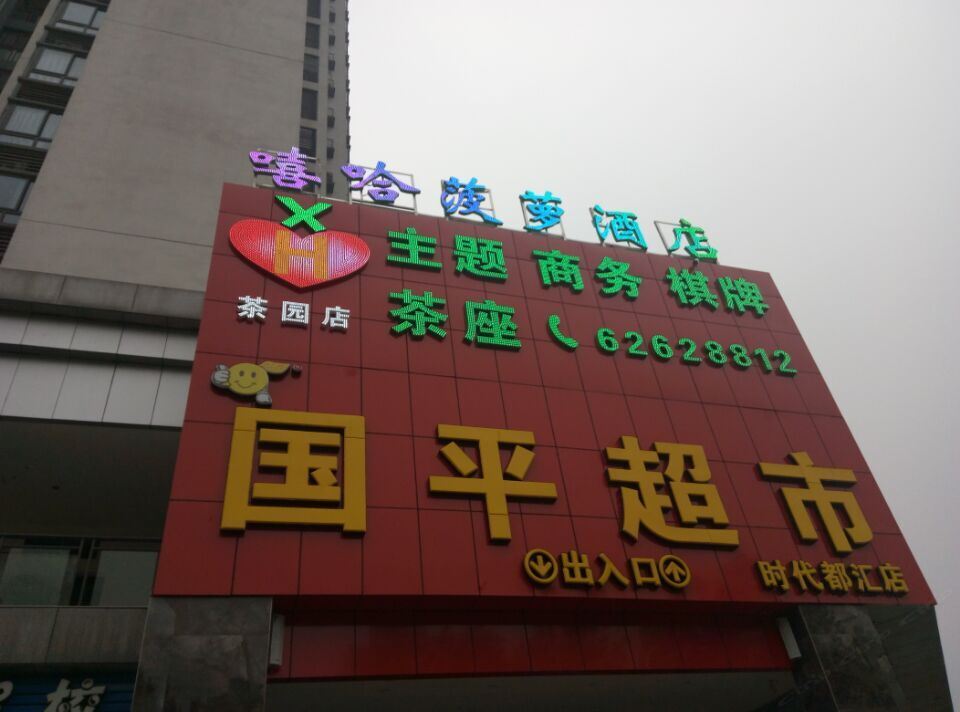 嘻哈菠萝酒店
XH
主题 商务 棋牌
茶园店
茶座 62628812
国平超市
出入口
时代都汇店